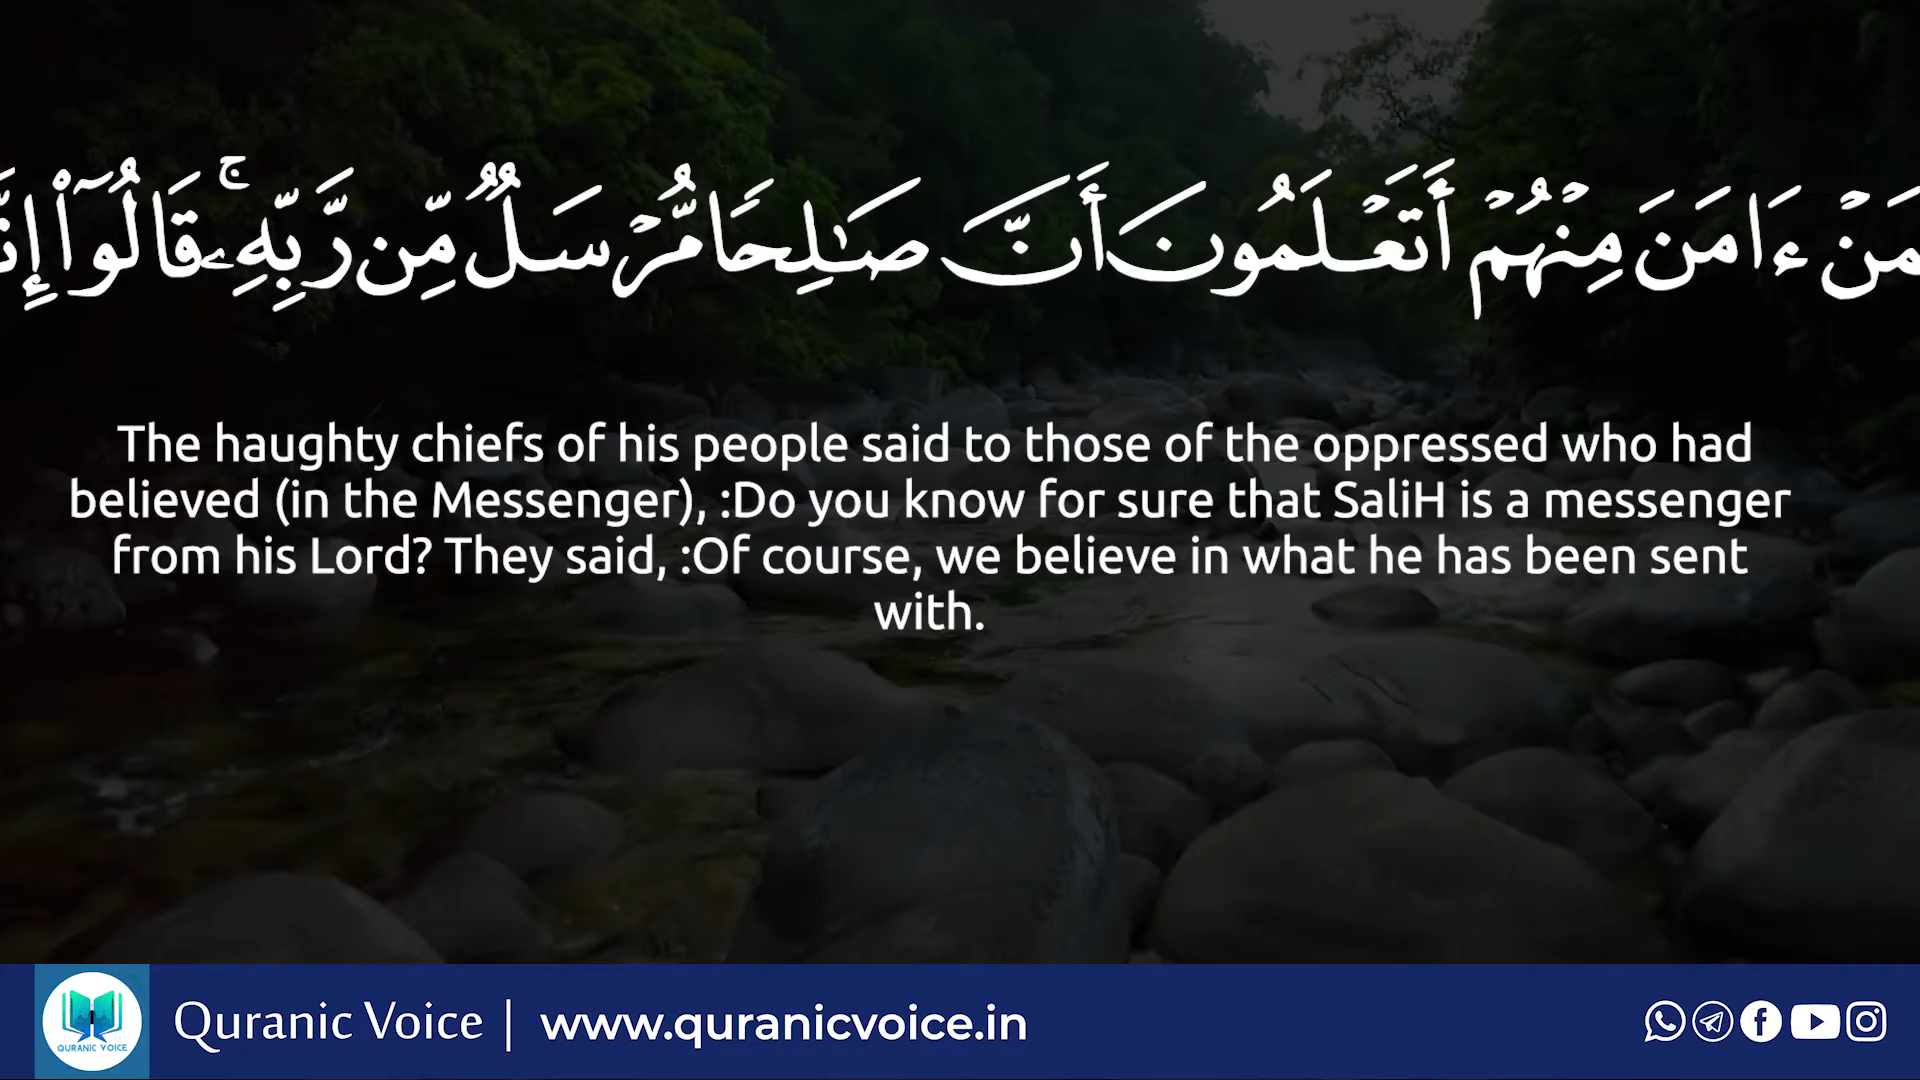 مَنْ ءَامَنَ مِنْهُمْ أَتَعْلَمُونَ أَنَّ صَٰلِحًا مُّرْسَلٌ مِّن رَّبِّهِۦ ۚ قَالُوٓا۟
The haughty chiefs of his people said to those of the oppressed who had
believed (in the Messenger), :Do you know for sure that SaliH is a messenger
from his Lord? They said, :Of course, we believe in what he has been sent
with.
QURANIC VOICE
Quranic Voice | www.quranicvoice.in